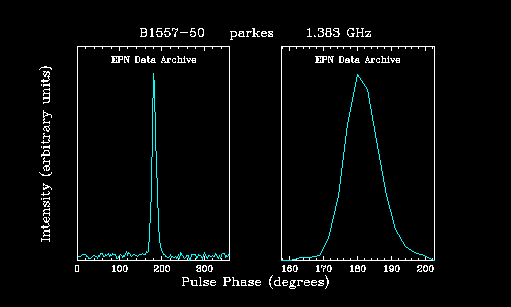 B1557-50 parkes 1.383 GHz
EPN Data Archive EPN Data Archive
Intensity (arbitrary units)
0 100 200 300 160 170 180 190 200
Pulse Phase (degrees)